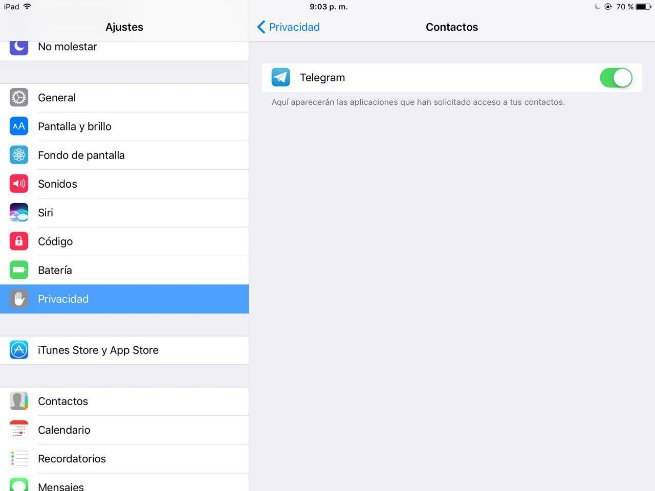 iPad
9:03 p. m.
70 %
Ajustes
Privacidad
Contactos
No molestar
Telegram
Aquí aparecerán las aplicaciones que han solicitado acceso a tus contactos.
General
AA
Pantalla y brillo
Fondo de pantalla
Sonidos
Siri
Código
Batería
Privacidad
iTunes Store y App Store
Contactos
Calendario
Recordatorios
Mensajes